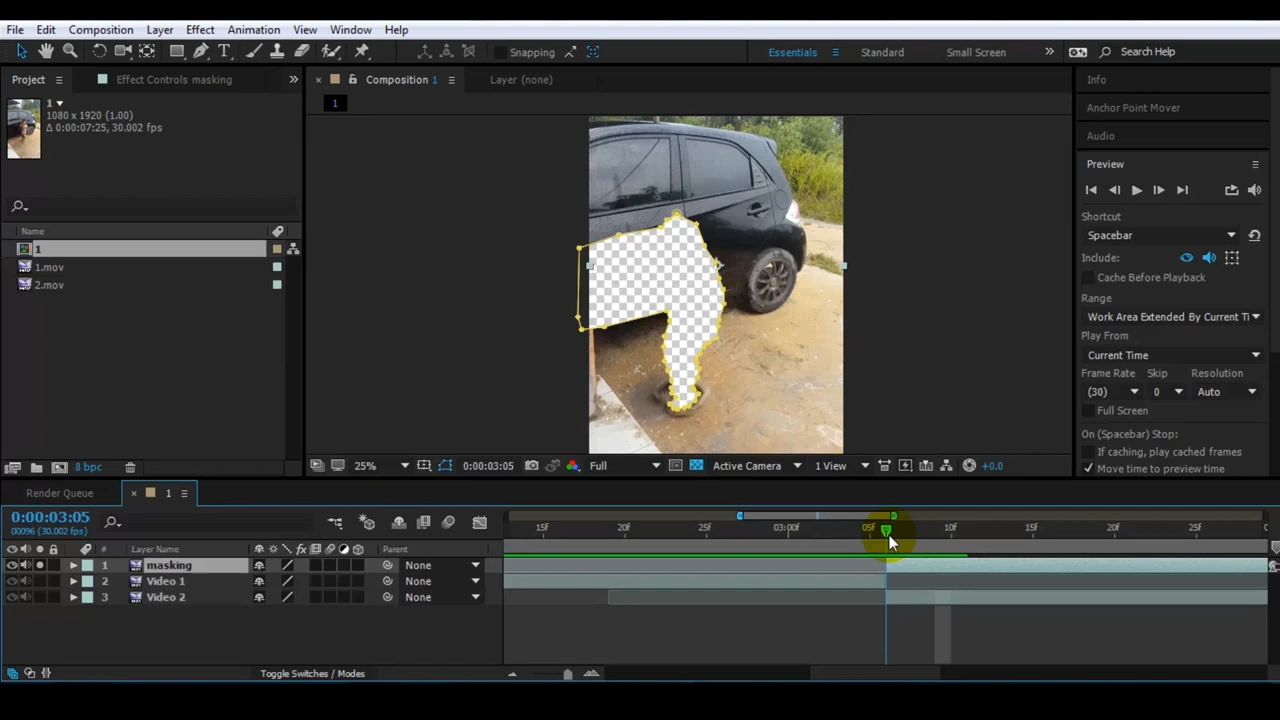 File Edit Composition Layer Effect Animation View Window Help
Snapping Essentials Standard Small Screen Search Help
Project Effect Controls masking Composition 1 Layer (none) Info
1 1
1080 x 1920 (1.00)
Δ 0:00:07:25, 30.002 fps
Anchor Point Mover
Audio
Preview
Shortcut
Name
Spacebar
1
1.mov
Include:
2.mov
Cache Before Playback
Range
Work Area Extended By Current Ti
Play From
Current Time
Frame Rate Skip Resolution
(30) 0 Auto
Full Screen
On (Spacebar) Stop:
If caching, play cached frames
8 bpc 25% 0:00:03:05 Full Active Camera 1 View +0.0 Move time to preview time
Render Queue 1
0:00:03:05
00096 (30.002 fps)
15f 20f 25f 03:00f 05f 10f 15f 20f 25f
# Layer Name Parent
1 masking None
2 Video 1 None
3 Video 2 None
Toggle Switches / Modes